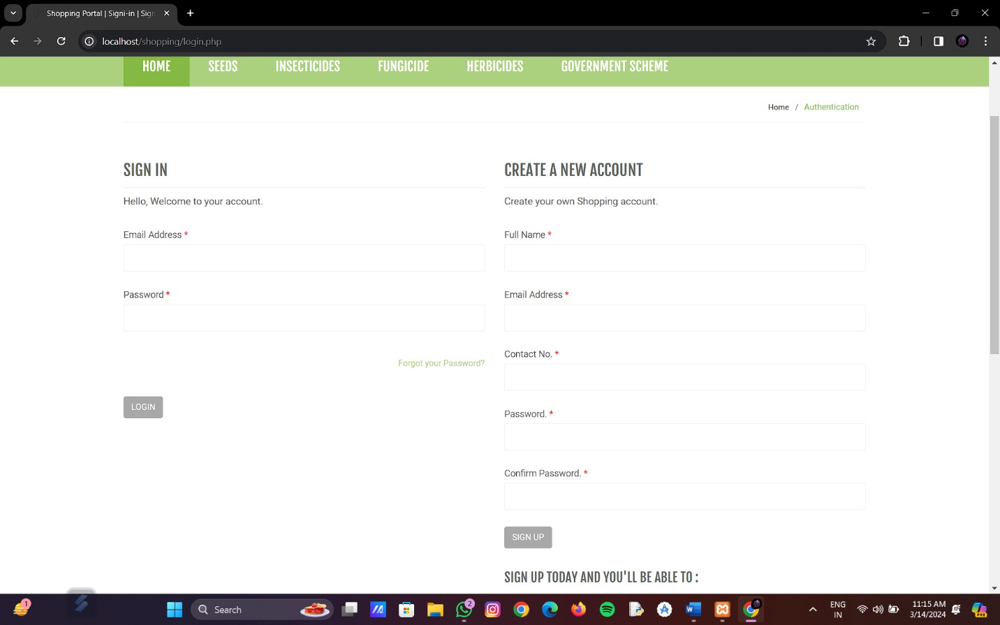 Shopping Portal | Signi-in | Sign
localhost/shopping/login.php
HOME SEEDS INSECTICIDES FUNGICIDE HERBICIDES GOVERNMENT SCHEME
Home / Authentication
SIGN IN
Hello, Welcome to your account.
Email Address *
Password *
Forgot your Password?
LOGIN
CREATE A NEW ACCOUNT
Create your own Shopping account.
Full Name *
Email Address *
Contact No. *
Password. *
Confirm Password. *
SIGN UP
SIGN UP TODAY AND YOU'LL BE ABLE TO :
1
Search
2
ENG
IN
11:15 AM
3/14/2024
PRE